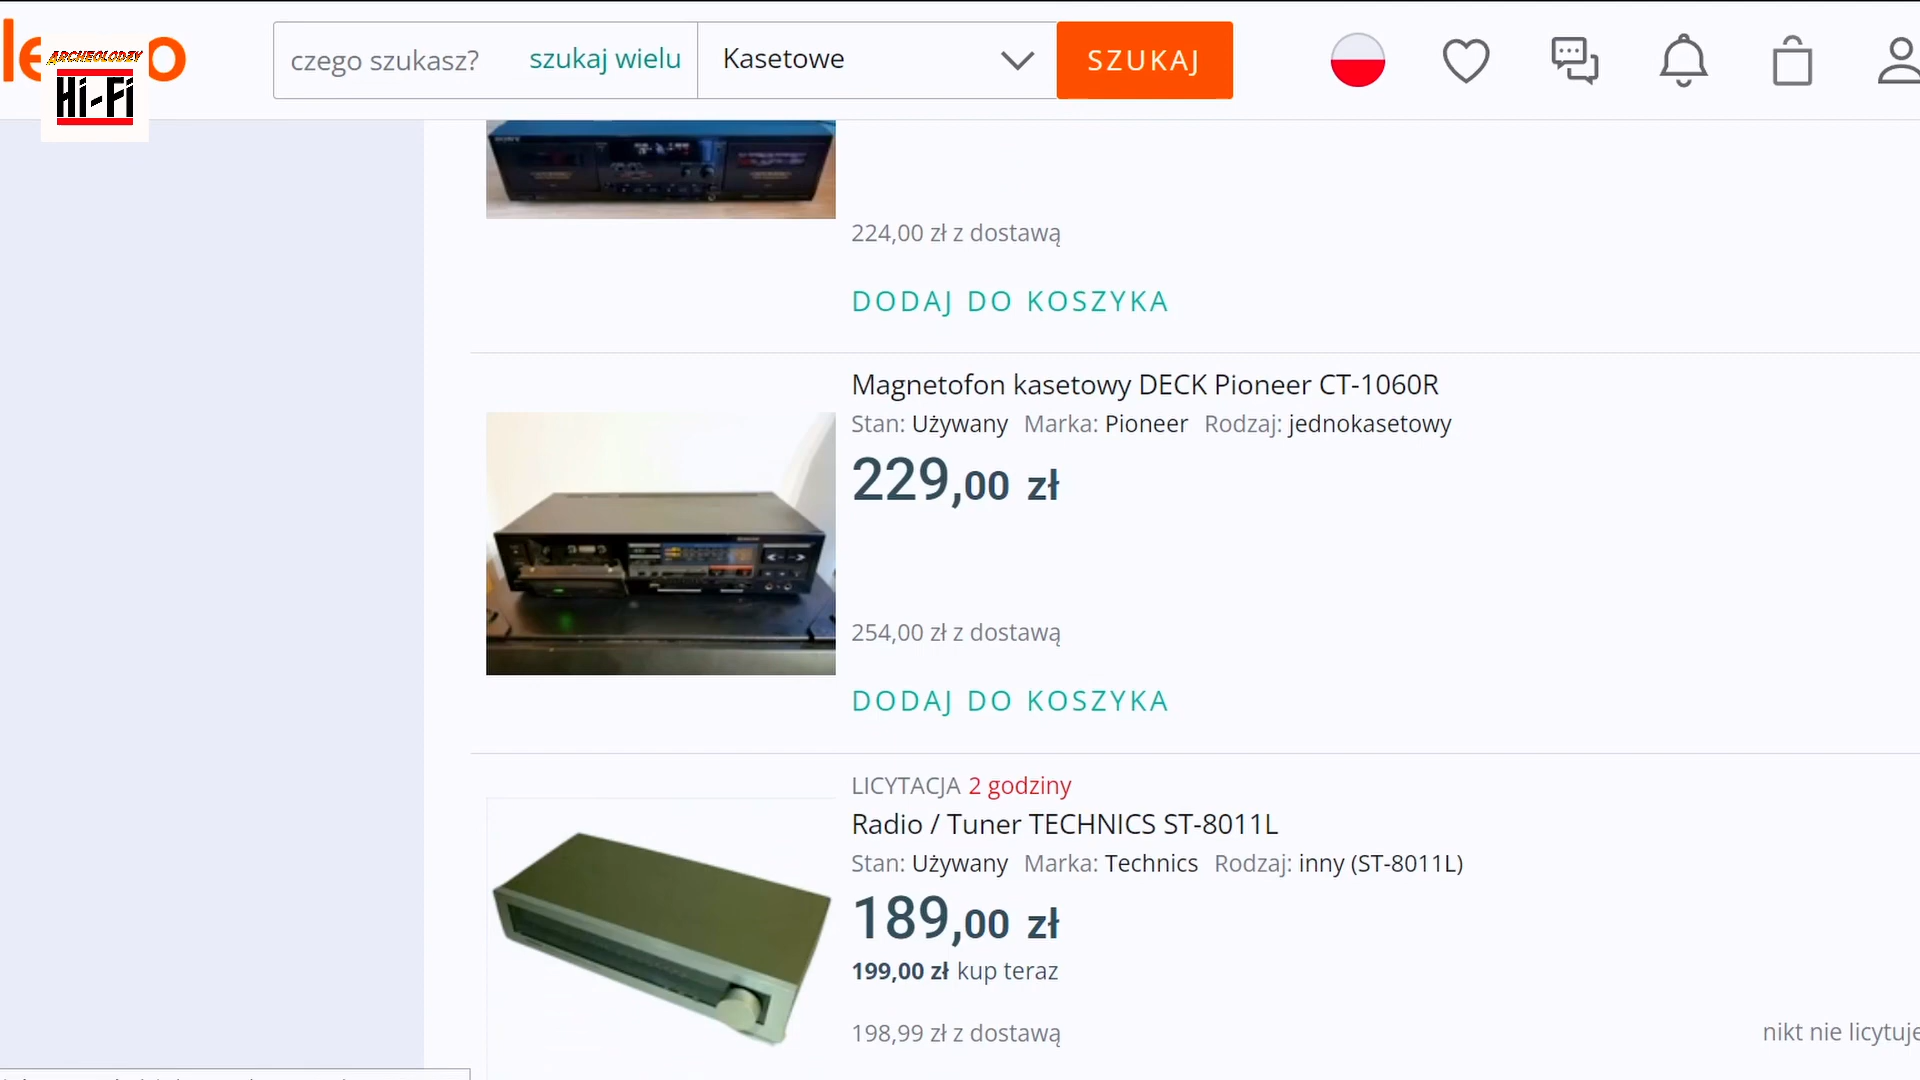 ARCHEOLODZY
Hi-Fi
czego szukasz?
szukaj wielu
Kasetowe
SZUKAJ
SONY
224,00 zł z dostawą
DODAJ DO KOSZYKA
Magnetofon kasetowy DECK Pioneer CT-1060R
Stan: Używany Marka: Pioneer Rodzaj: jednokasetowy
229,00 zł
254,00 zł z dostawą
DODAJ DO KOSZYKA
LICYTACJA 2 godziny
Radio / Tuner TECHNICS ST-8011L
Stan: Używany Marka: Technics Rodzaj: inny (ST-8011L)
189,00 zł
199,00 zł kup teraz
198,99 zł z dostawą
nikt nie licytuje